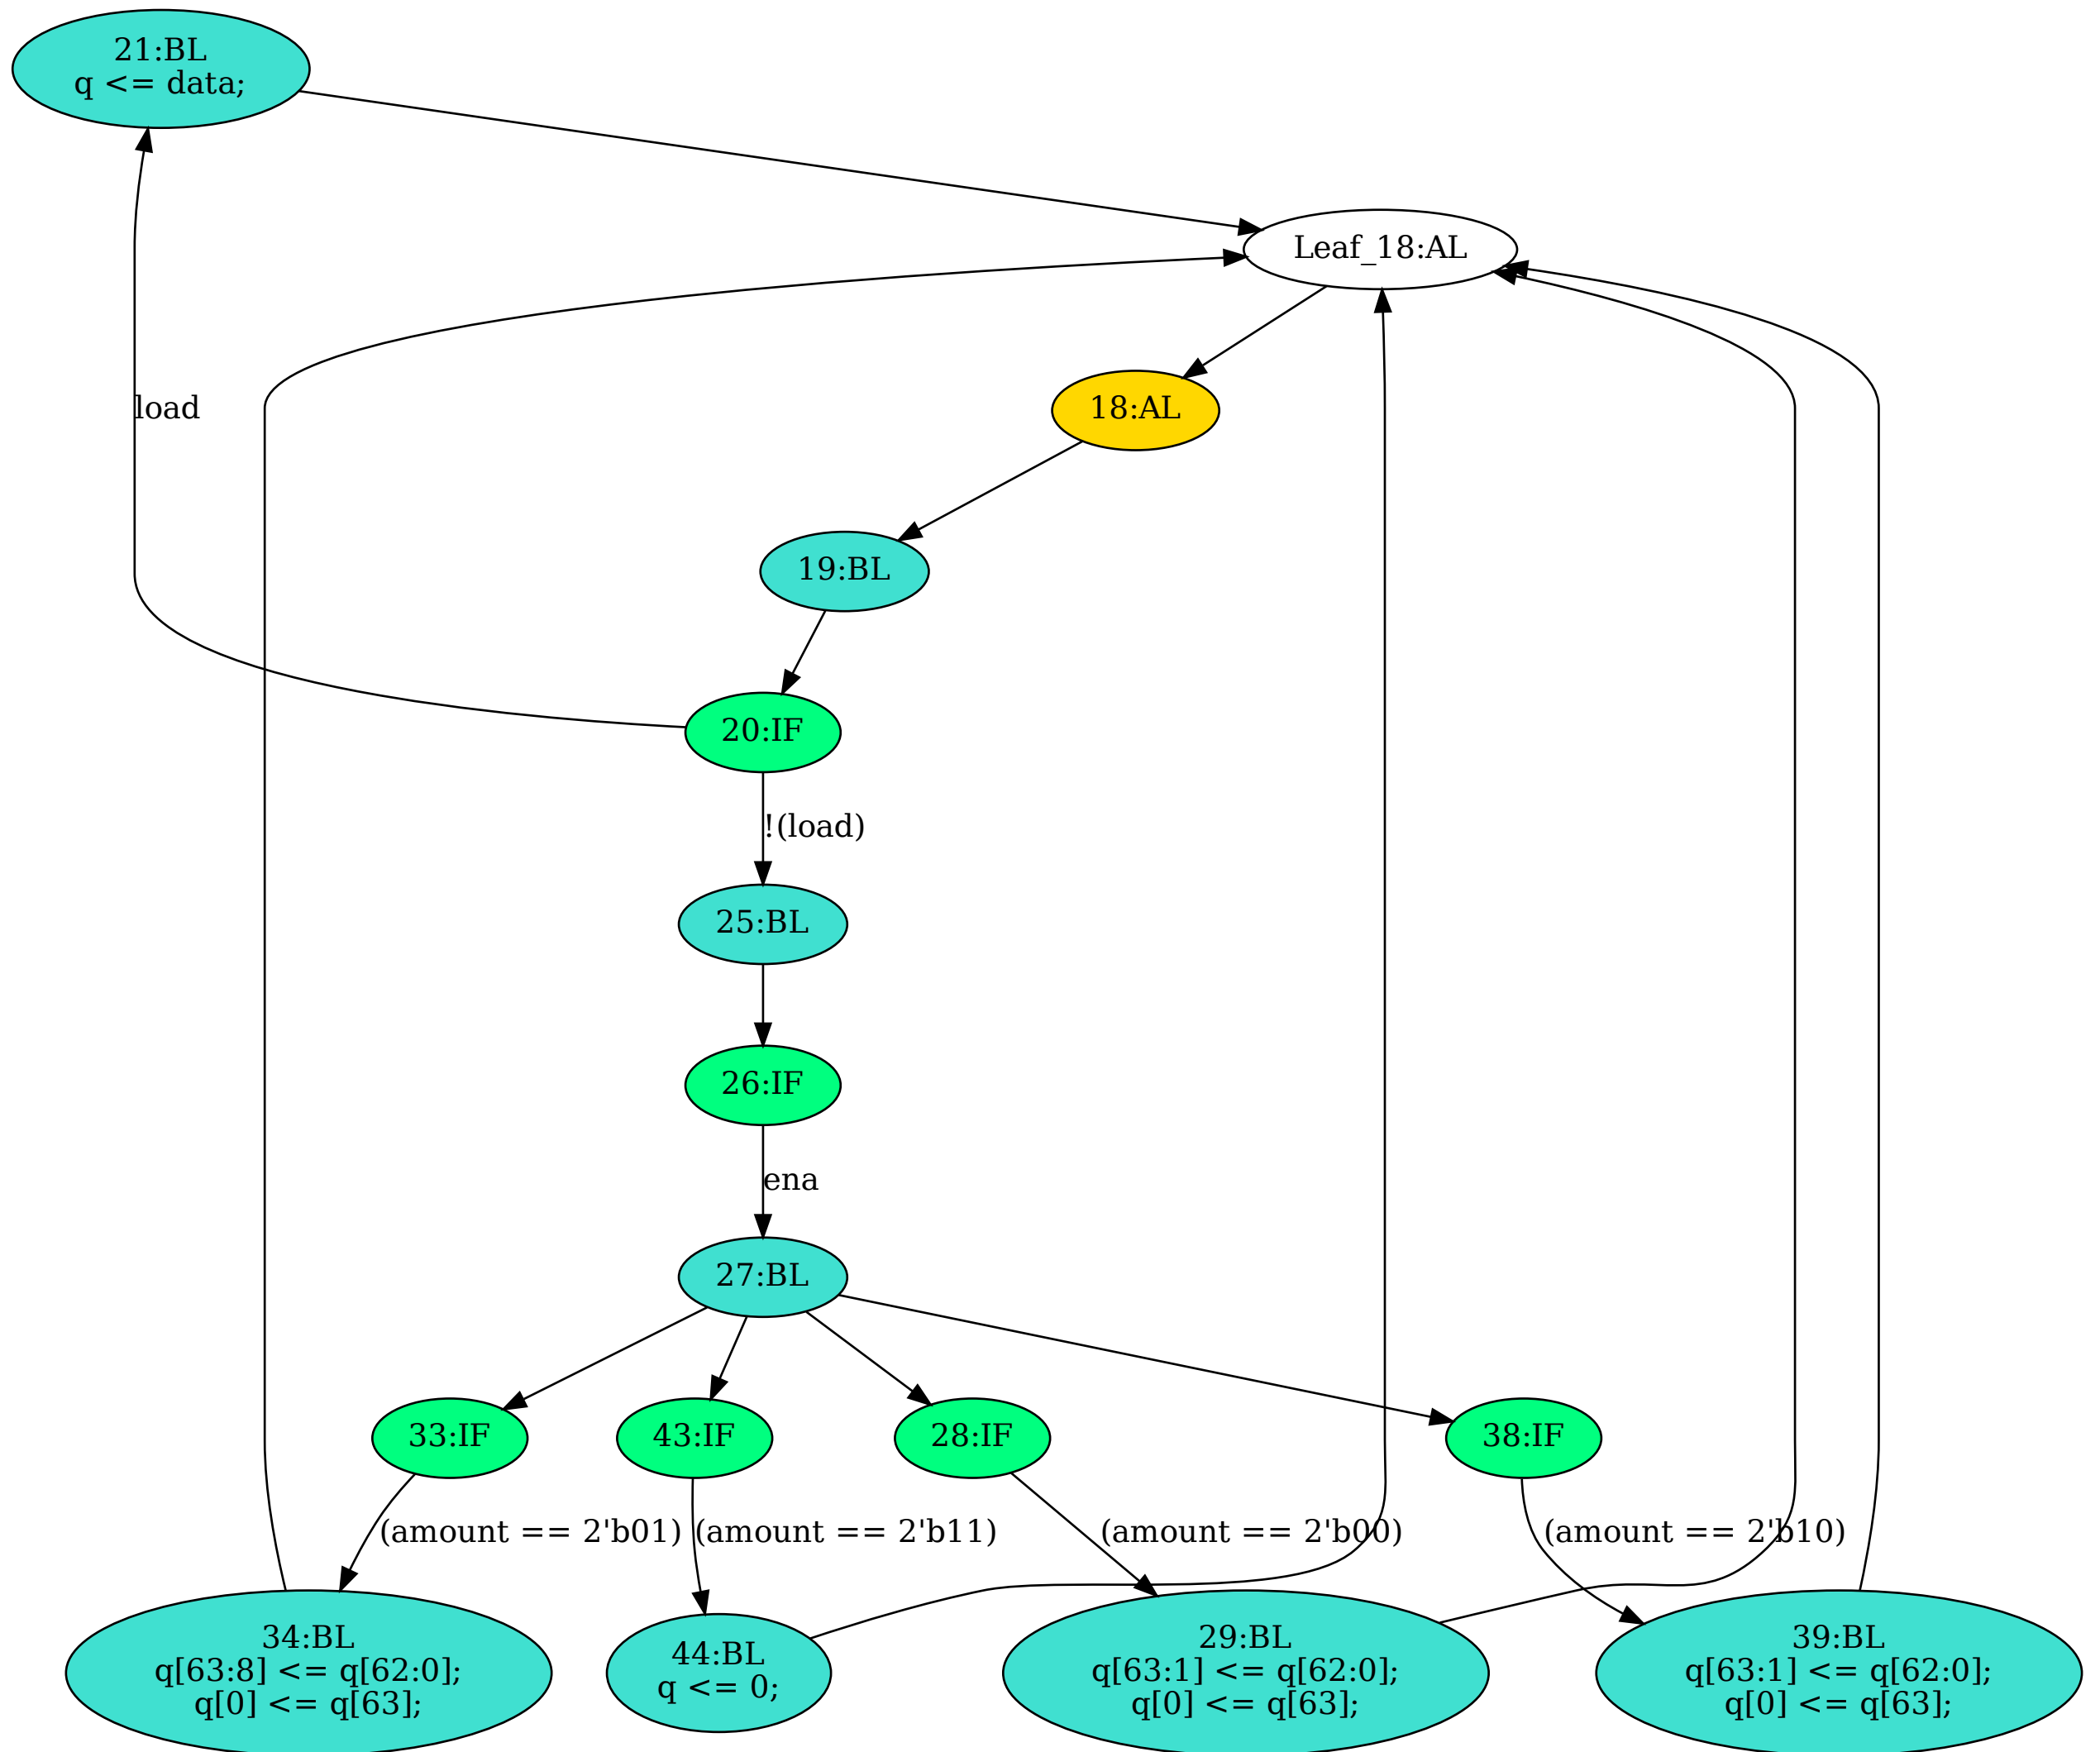 21:BL
q <= data;
Leaf_18:AL
18:AL
load
19:BL
20:IF
!(load)
25:BL
26:IF
ena
27:BL
33:IF
43:IF
28:IF
38:IF
(amount == 2'b01)
(amount == 2'b11)
(amount == 2'b00)
(amount == 2'b10)
34:BL
q[63:8] <= q[62:0];
q[0] <= q[63];
44:BL
q <= 0;
29:BL
q[63:1] <= q[62:0];
q[0] <= q[63];
39:BL
q[63:1] <= q[62:0];
q[0] <= q[63];